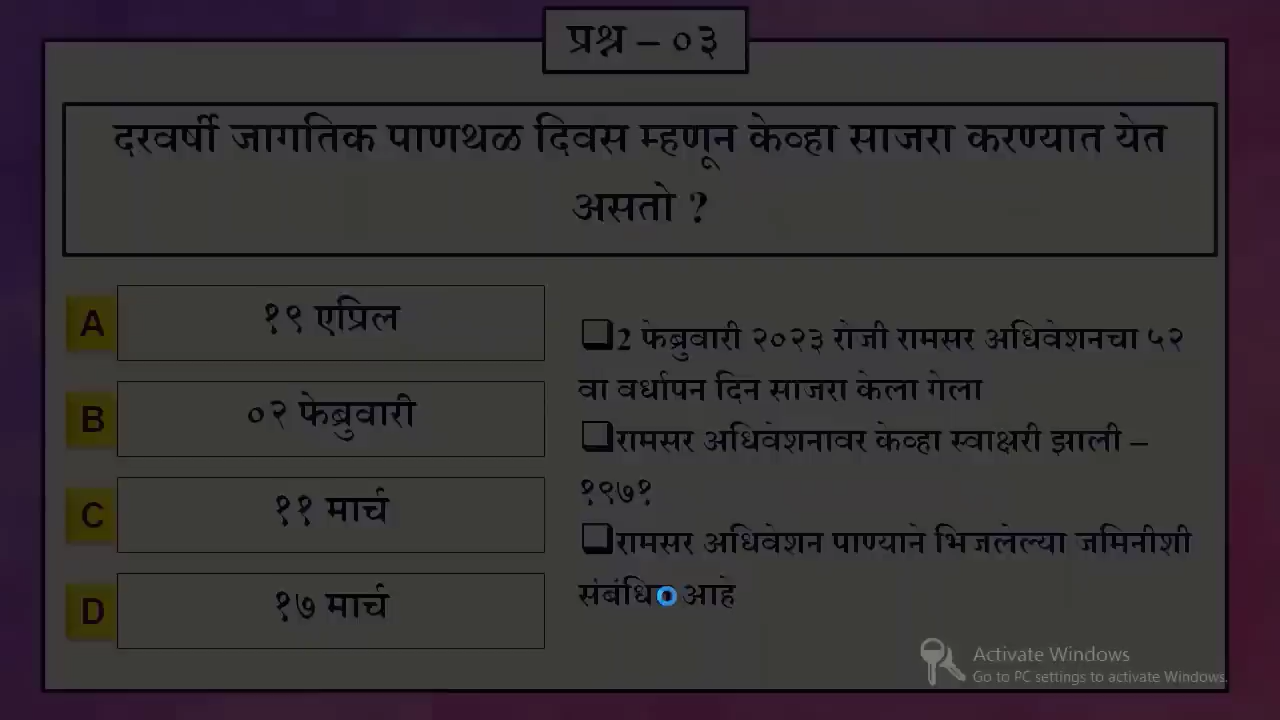 प्रश्न – ०३
दरवर्षी जागतिक पाणथळ दिवस म्हणून केव्हा साजरा करण्यात येत
असतो ?
A १९ एप्रिल
B ०२ फेब्रुवारी
C ११ मार्च
D १७ मार्च
2 फेब्रुवारी २०२३ रोजी रामसर अधिवेशनचा ५२
वा वर्धापन दिन साजरा केला गेला
रामसर अधिवेशनावर केव्हा स्वाक्षरी झाली –
१९७१
रामसर अधिवेशन पाण्याने भिजलेल्या जमिनीशी
संबंधित आहे
Activate Windows
Go to PC settings to activate Windows.